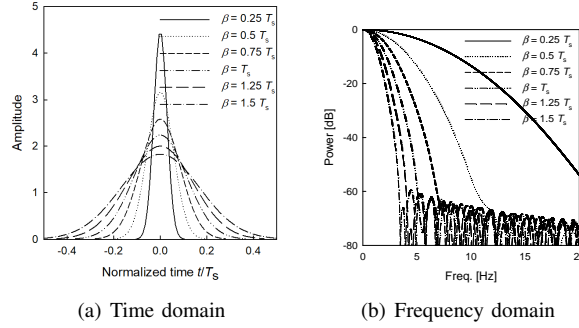 5
4
3
2
1
0
Amplitude
-0.4
-0.2
0.0
0.2
0.4
Normalized time t/Ts
β = 0.25 Ts
β = 0.5 Ts
β = 0.75 Ts
β = Ts
β = 1.25 Ts
β = 1.5 Ts
(a) Time domain
0
-20
-40
-60
-80
Power [dB]
0
5
10
15
20
Freq. [Hz]
β = 0.25 Ts
β = 0.5 Ts
β = 0.75 Ts
β = Ts
β = 1.25 Ts
β = 1.5 Ts
(b) Frequency domain